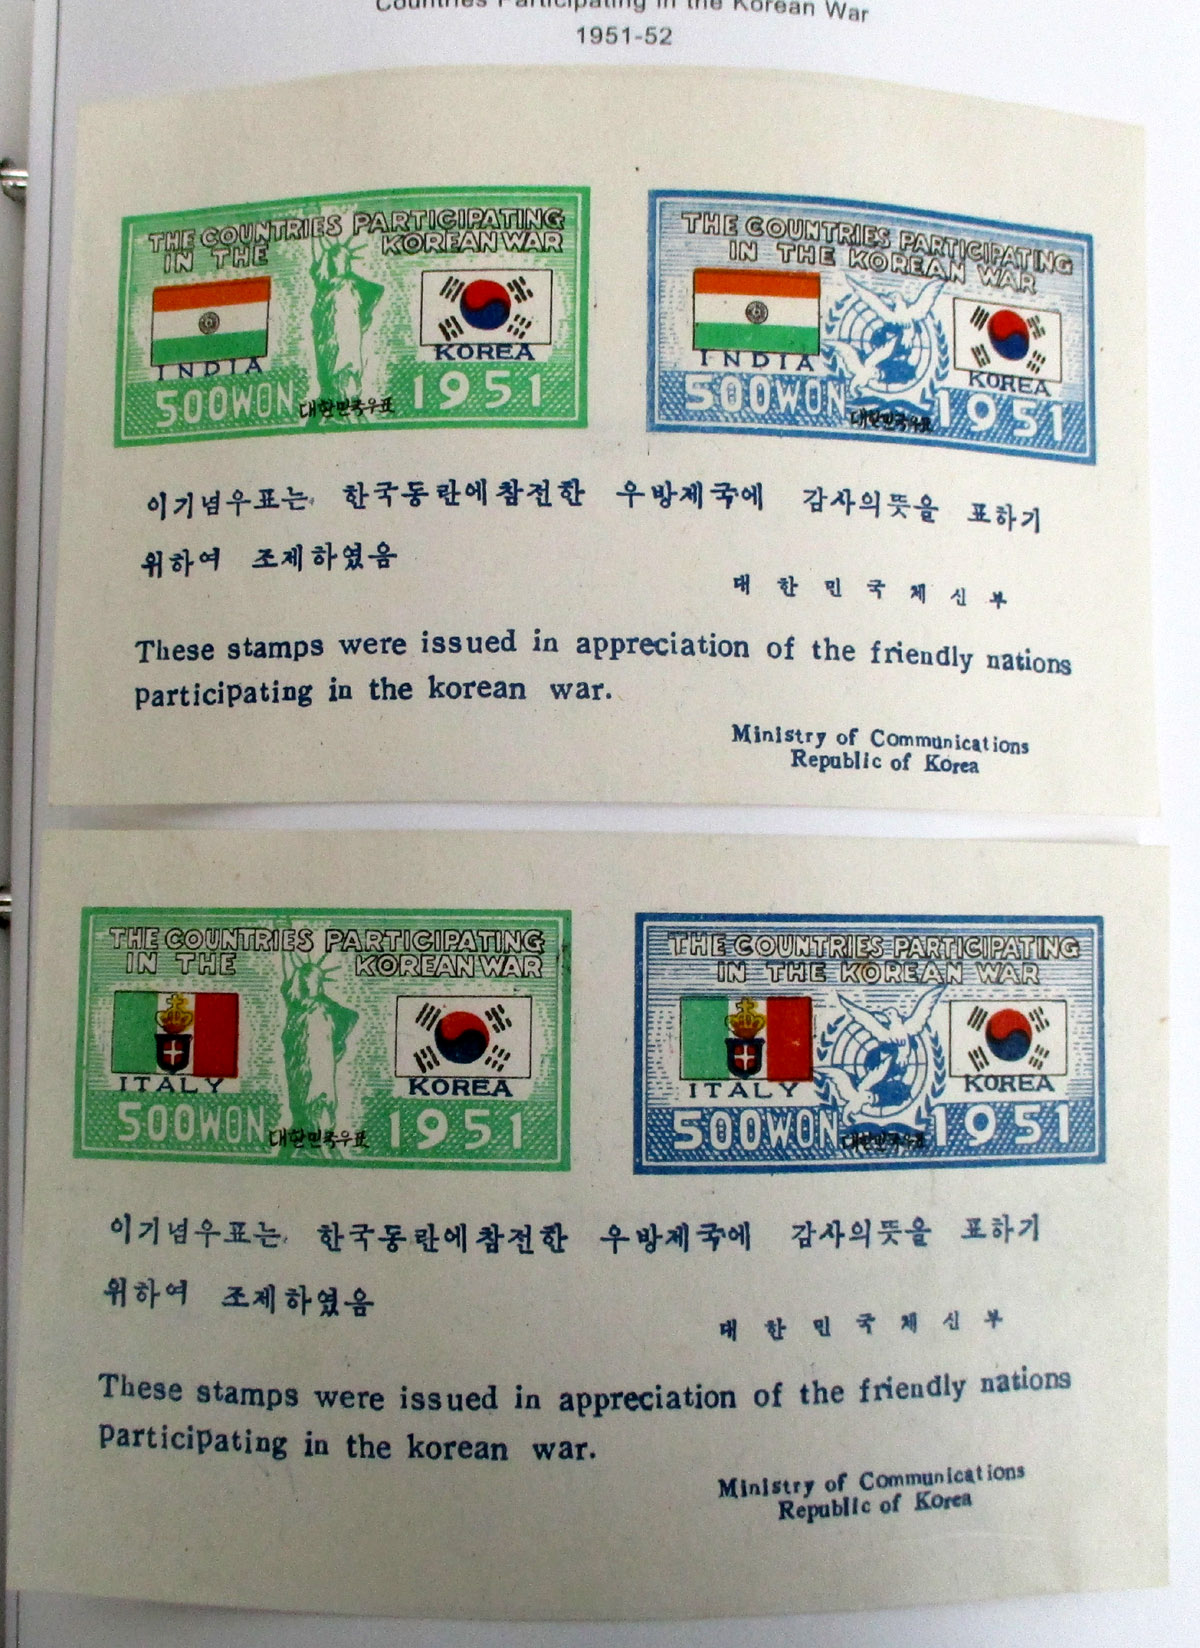 Countries Participating in the Korean War
1951-52
THE COUNTRIES PARTICIPATING
IN THE KOREAN WAR
INDIA
KOREA
500WON
대한민국우표
1951
THE COUNTRIES PARTICIPATING
IN THE KOREAN WAR
INDIA
KOREA
500WON
대한민국우표
1951
이기념우표는 한국동란에참전한 우방제국에 감사의뜻을 표하기
위하여 조제하였음
대한민국체신부
These stamps were issued in appreciation of the friendly nations
participating in the korean war.
Ministry of Communications
Republic of Korea
THE COUNTRIES PARTICIPATING
IN THE KOREAN WAR
ITALY
KOREA
500WON
대한민국우표
1951
THE COUNTRIES PARTICIPATING
IN THE KOREAN WAR
ITALY
KOREA
500WON
대한민국우표
1951
이기념우표는 한국동란에참전한 우방제국에 감사의뜻을 표하기
위하여 조제하였음
대한민국체신부
These stamps were issued in appreciation of the friendly nations
participating in the korean war.
Ministry of Communications
Republic of Korea